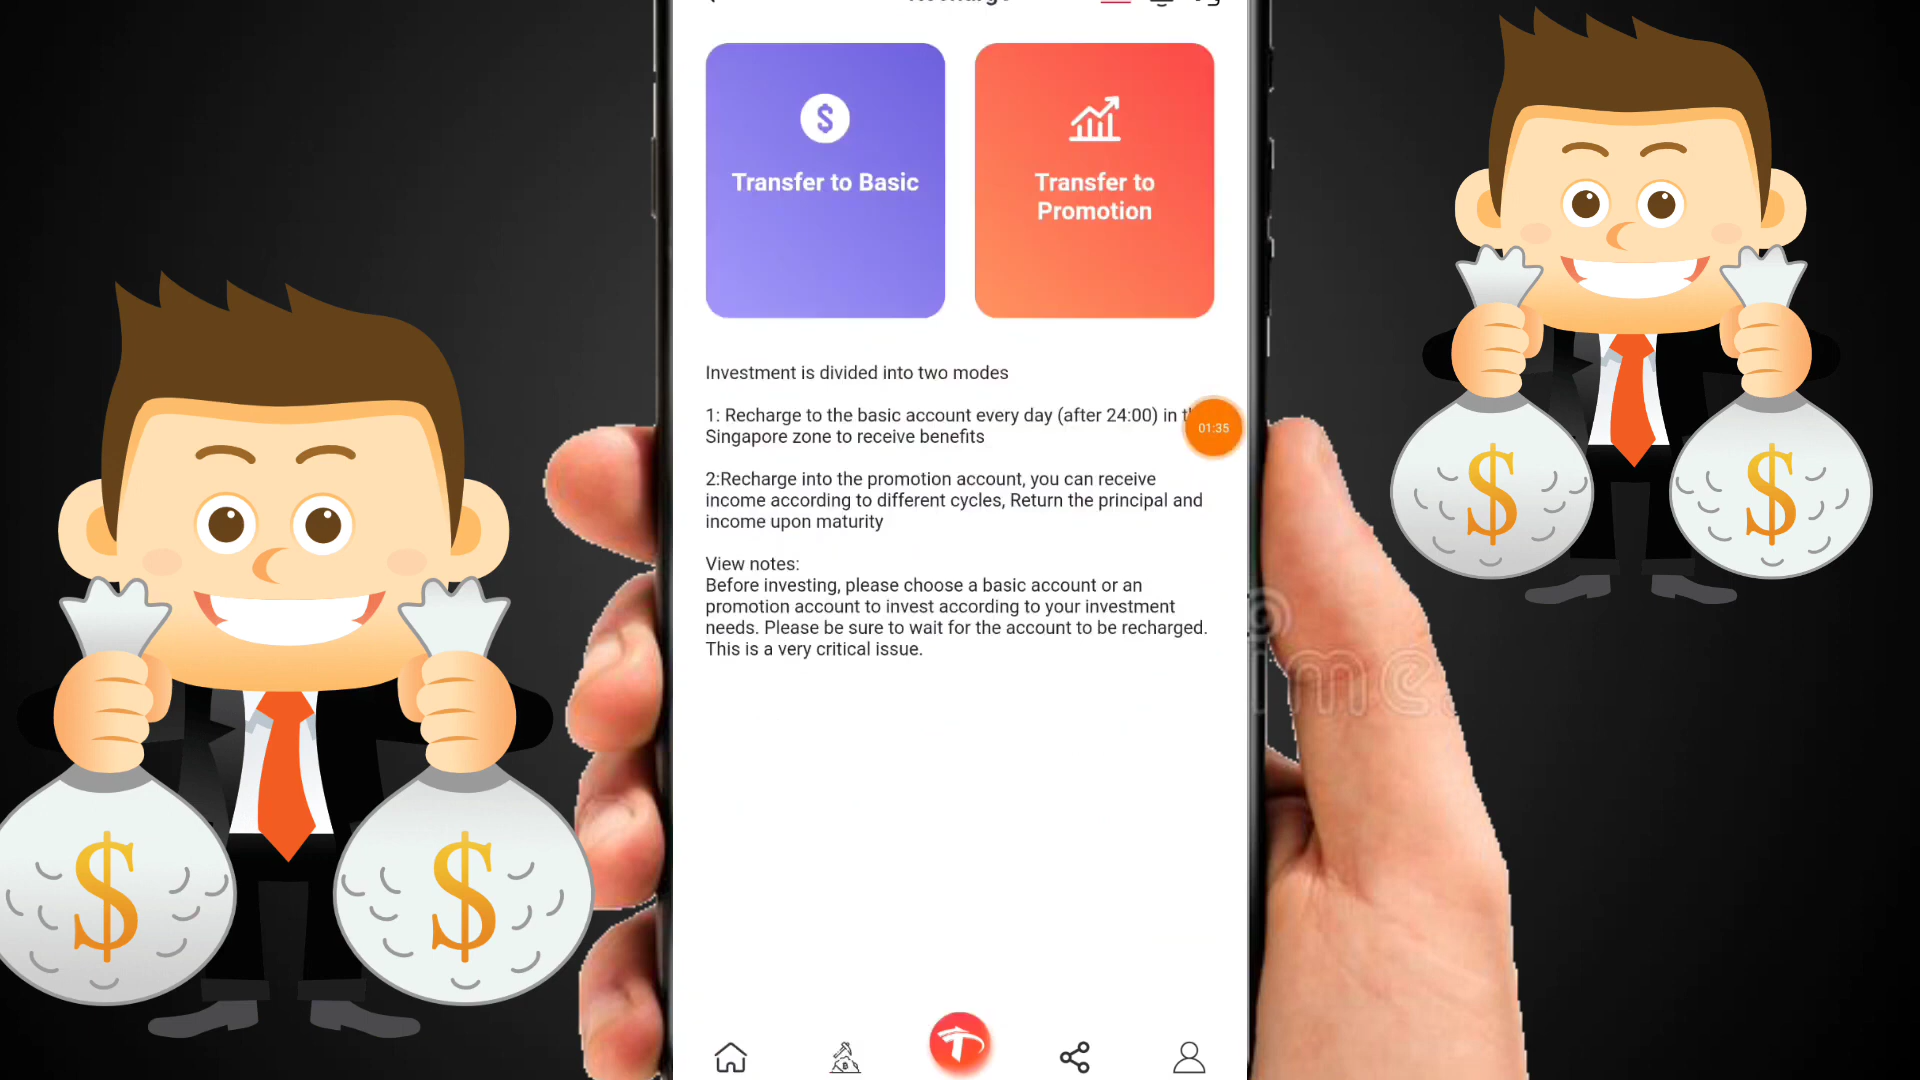 Recharge
Transfer to Basic
Transfer to
Promotion
Investment is divided into two modes
1: Recharge to the basic account every day (after 24:00) in
Singapore zone to receive benefits
01:35
2:Recharge into the promotion account, you can receive
income according to different cycles, Return the principal and
income upon maturity
View notes:
Before investing, please choose a basic account or an
promotion account to invest according to your investment
needs. Please be sure to wait for the account to be recharged.
This is a very critical issue.
$ $
$ $